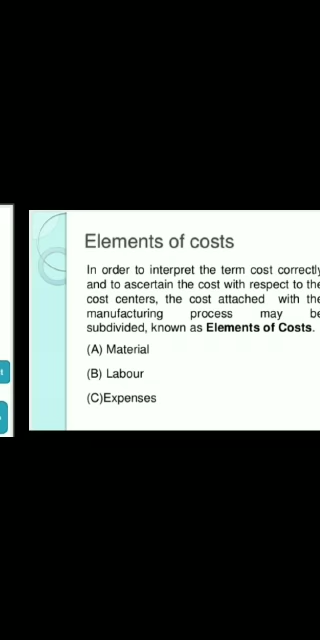 Elements of costs
In order to interpret the term cost correctly
and to ascertain the cost with respect to the
cost centers, the cost attached with the
manufacturing process may be
subdivided, known as Elements of Costs.
(A) Material
(B) Labour
(C)Expenses